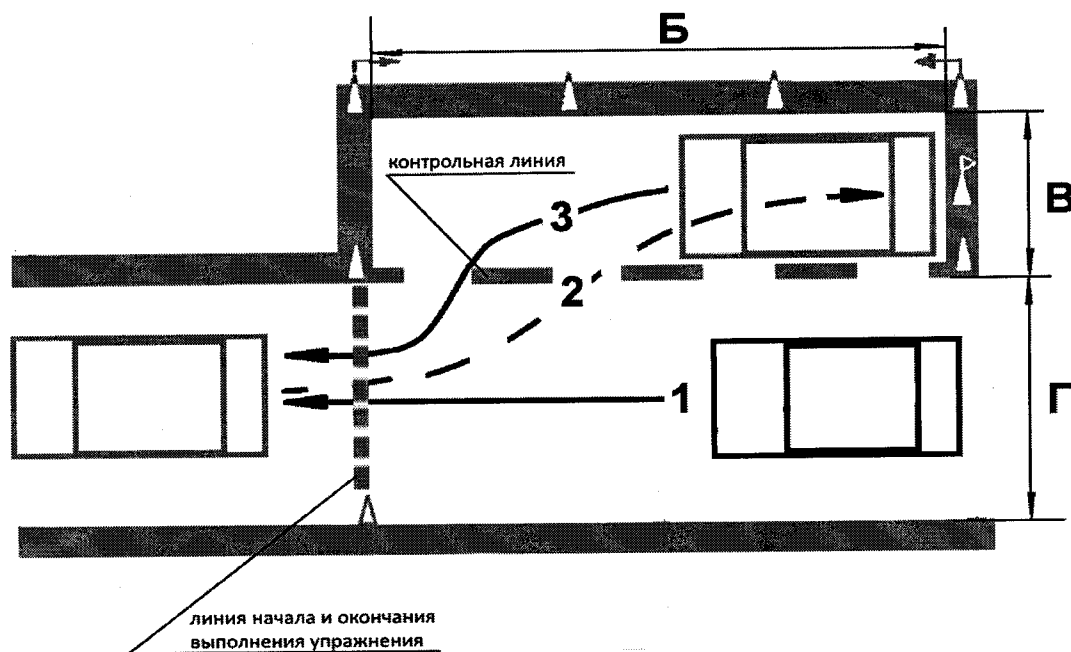 Б
контрольная линия
В
3
2
1
Г
линия начала и окончания
выполнения упражнения